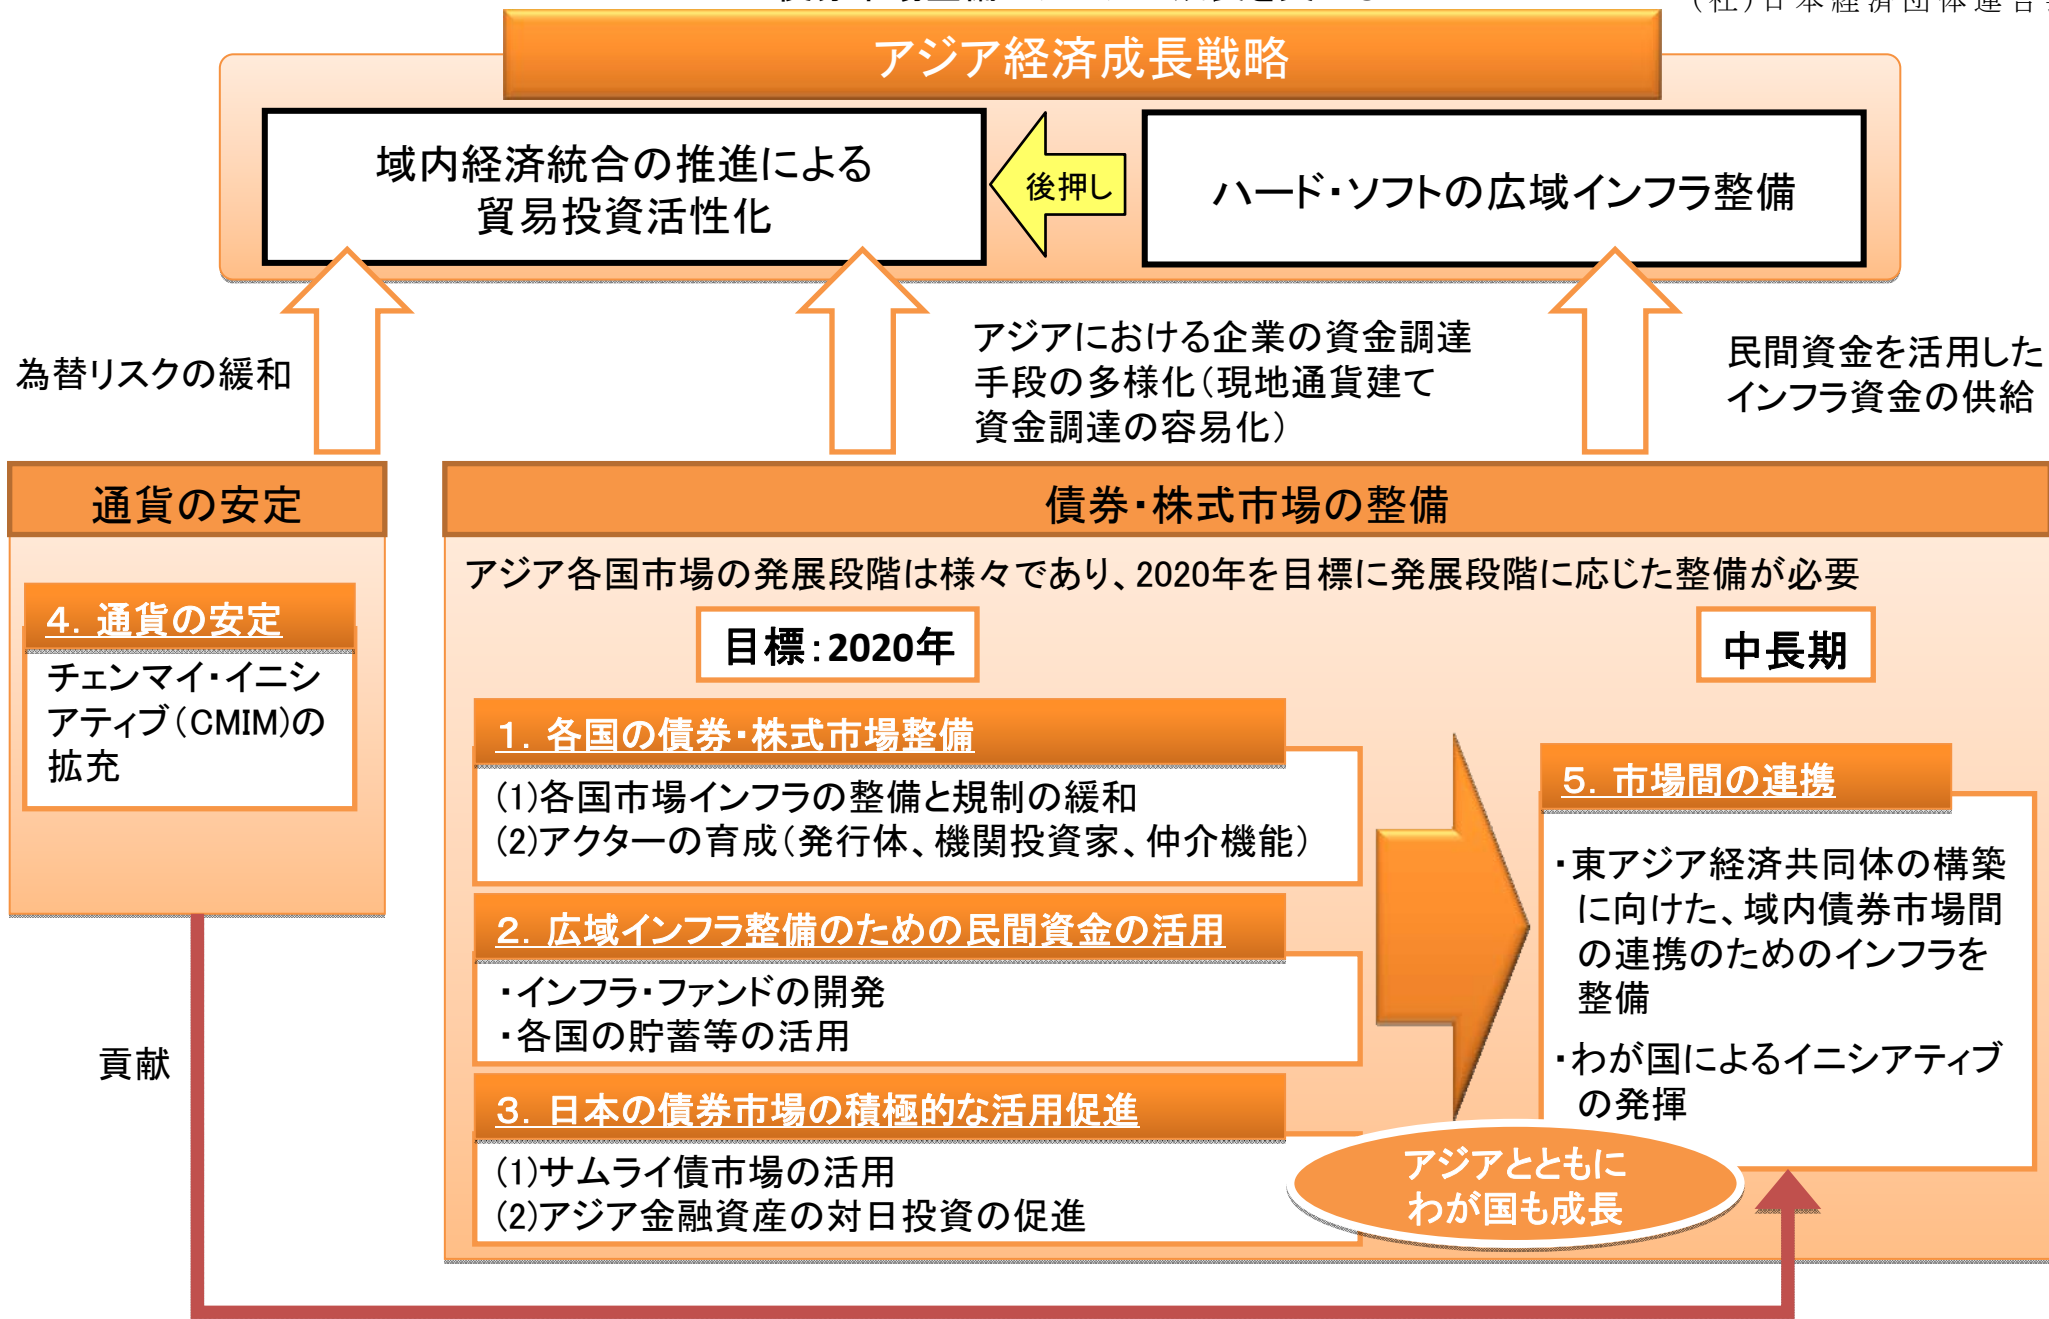 (社)日本経済団体連合
アジア経済成長戦略
域内経済統合の推進による
貿易投資活性化
後押し
ハード・ソフトの広域インフラ整備
為替リスクの緩和
アジアにおける企業の資金調達
手段の多様化(現地通貨建て
資金調達の容易化)
民間資金を活用した
インフラ資金の供給
通貨の安定
債券・株式市場の整備
アジア各国市場の発展段階は様々であり、2020年を目標に発展段階に応じた整備が必要
4. 通貨の安定
チェンマイ・イニシ
アティブ(CMIM)の
拡充
目標:2020年
中長期
1. 各国の債券・株式市場整備
(1)各国市場インフラの整備と規制の緩和
(2)アクターの育成(発行体、機関投資家、仲介機能)
2. 広域インフラ整備のための民間資金の活用
・インフラ・ファンドの開発
・各国の貯蓄等の活用
3. 日本の債券市場の積極的な活用促進
(1)サムライ債市場の活用
(2)アジア金融資産の対日投資の促進
5. 市場間の連携
・東アジア経済共同体の構築
に向けた、域内債券市場間
の連携のためのインフラを
整備
・わが国によるイニシアティブ
の発揮
アジアとともに
わが国も成長
貢献